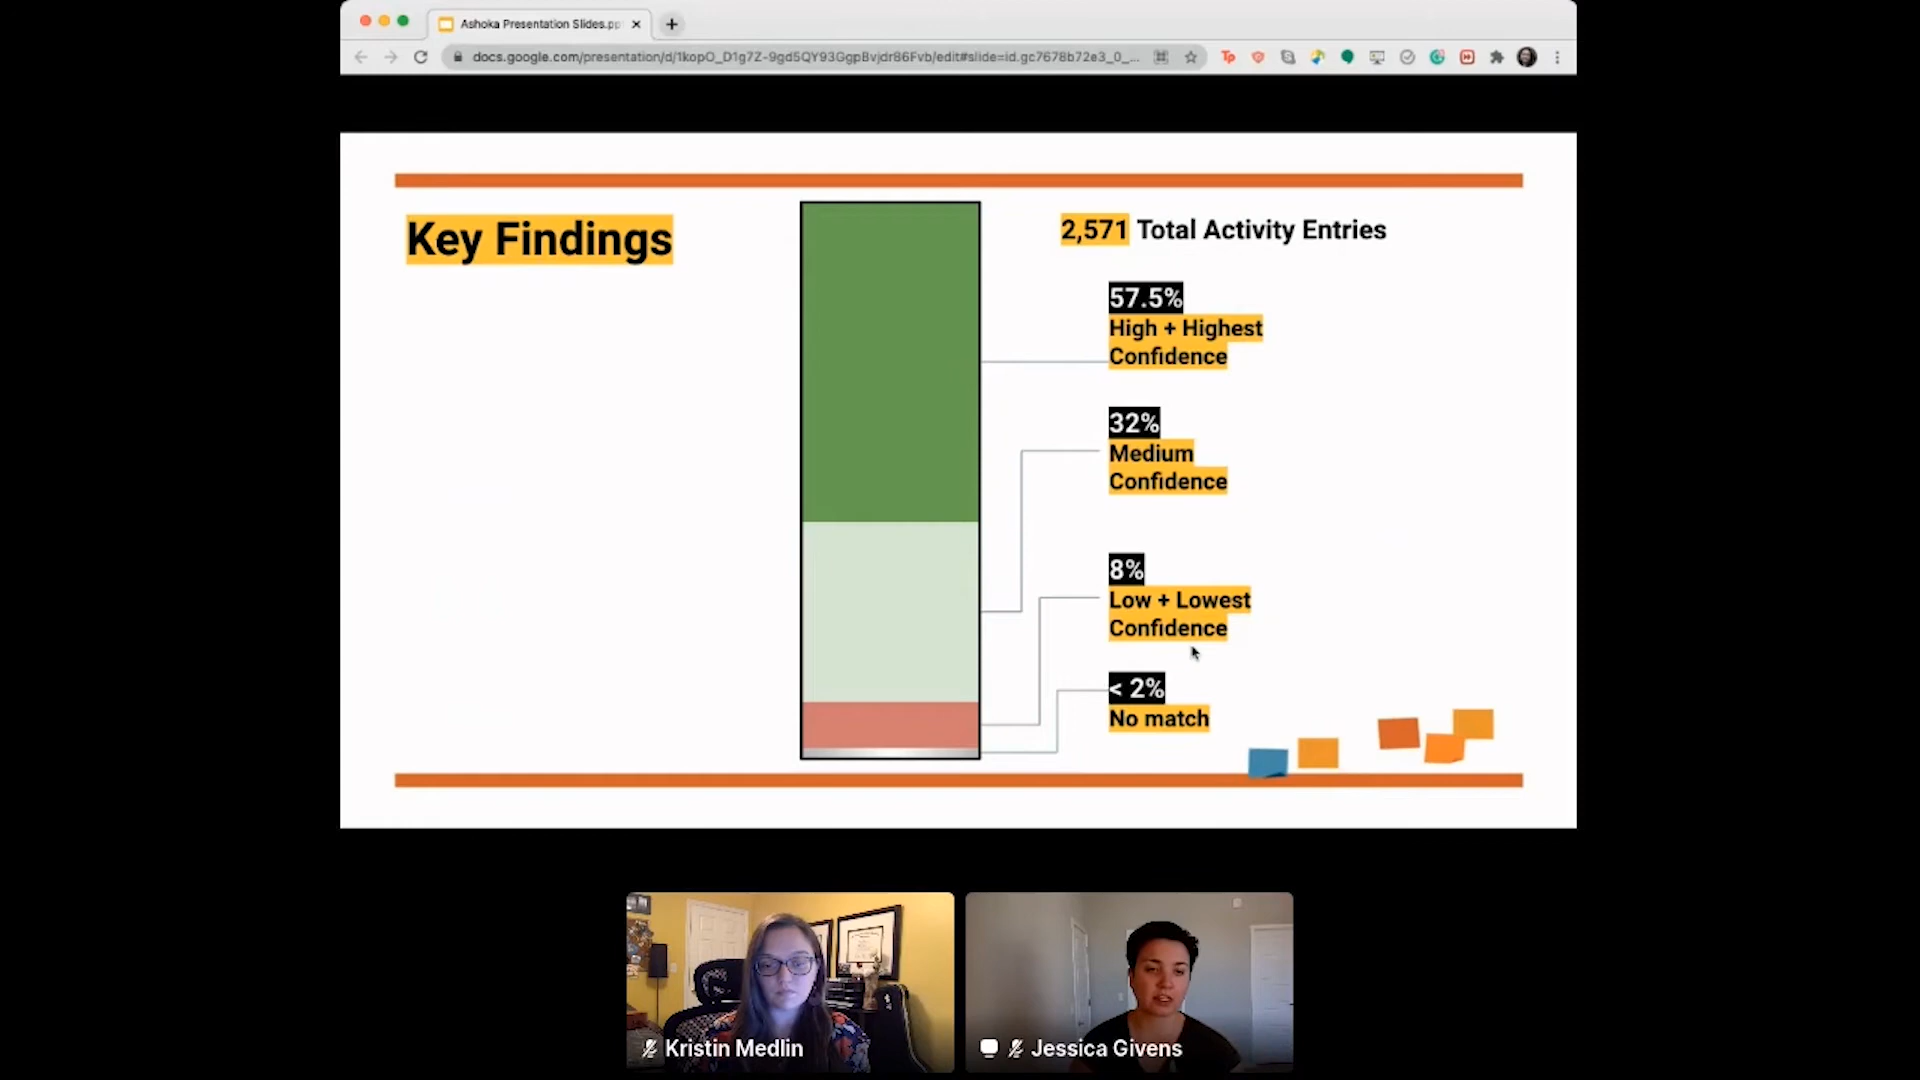 Ashoka Presentation Slides.pp
docs.google.com/presentation/d/1kopO_D1g7Z-9gd5QY93GgpBvjdr86Fvb/edit#slide=id.gc7678b72e3_0_...
Key Findings
2,571 Total Activity Entries
57.5%
High + Highest
Confidence
32%
Medium
Confidence
8%
Low + Lowest
Confidence
< 2%
No match
Kristin Medlin
Jessica Givens